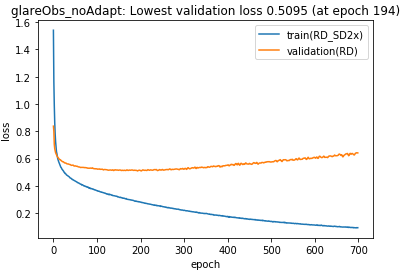 glareObs_noAdapt: Lowest validation loss 0.5095 (at epoch 194)
train(RD_SD2x)
validation(RD)
loss
1.6
1.4
1.2
1.0
0.8
0.6
0.4
0.2
0 100 200 300 400 500 600 700
epoch